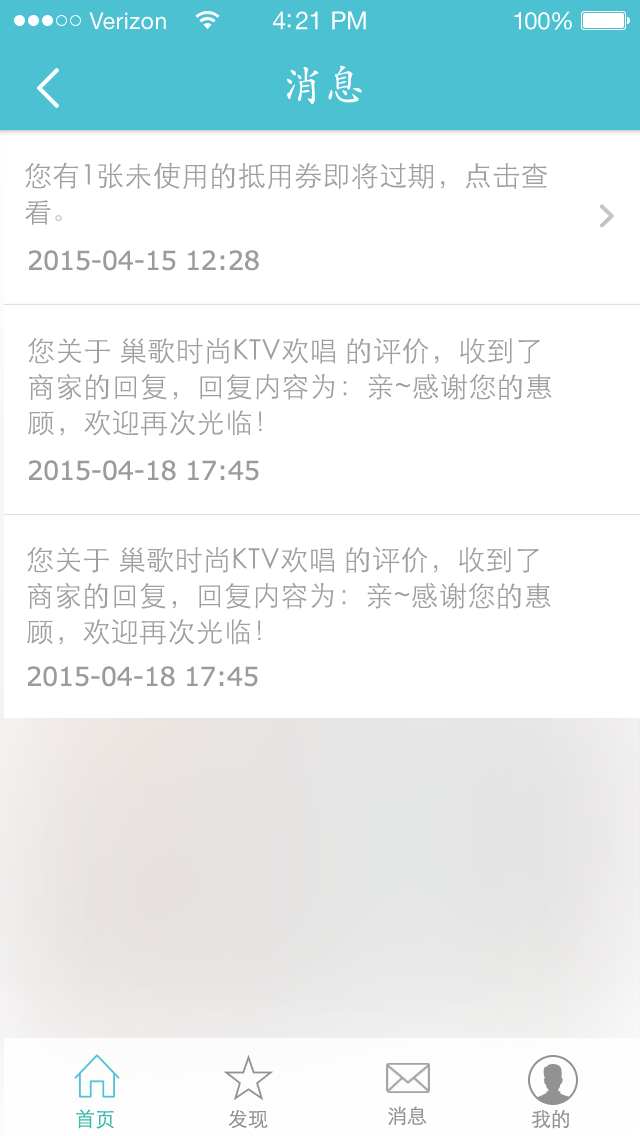 Verizon 4:21 PM 100%
消息
您有1张未使用的抵用券即将过期，点击查
看。
2015-04-15 12:28
您关于 巢歌时尚KTV欢唱 的评价，收到了
商家的回复，回复内容为：亲~感谢您的惠
顾，欢迎再次光临！
2015-04-18 17:45
您关于 巢歌时尚KTV欢唱 的评价，收到了
商家的回复，回复内容为：亲~感谢您的惠
顾，欢迎再次光临！
2015-04-18 17:45
首页 发现 消息 我的